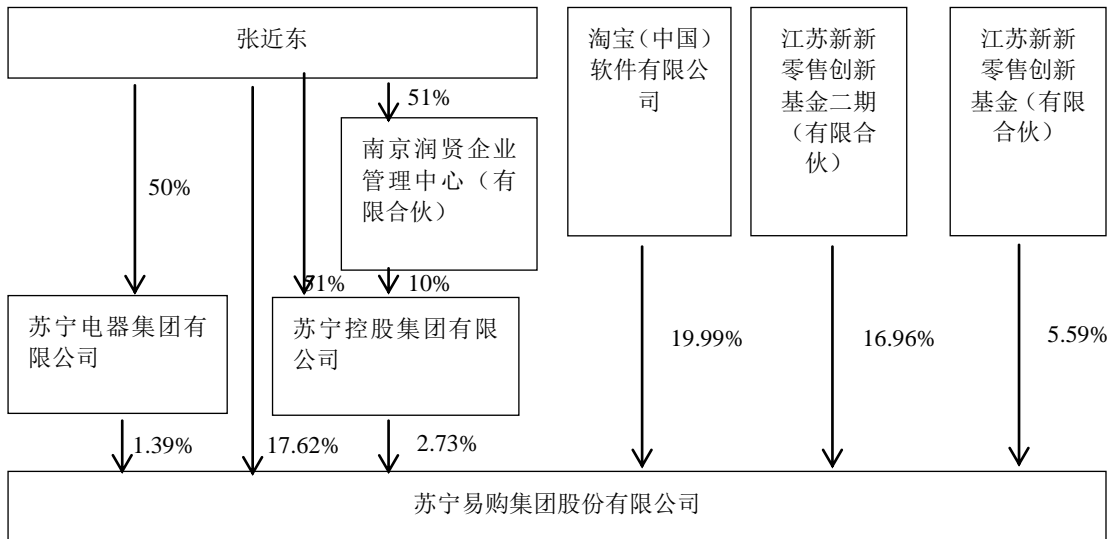 张近东
淘宝（中国）
软件有限公
司
江苏新新
零售创新
基金二期
（有限合
伙）
江苏新新
零售创新
基金（有限
合伙）
51%
南京润贤企业
管理中心（有
限合伙）
50%
51%
10%
苏宁电器集团有
限公司
苏宁控股集团有限
公司
19.99%
16.96%
5.59%
1.39%
17.62%
2.73%
苏宁易购集团股份有限公司